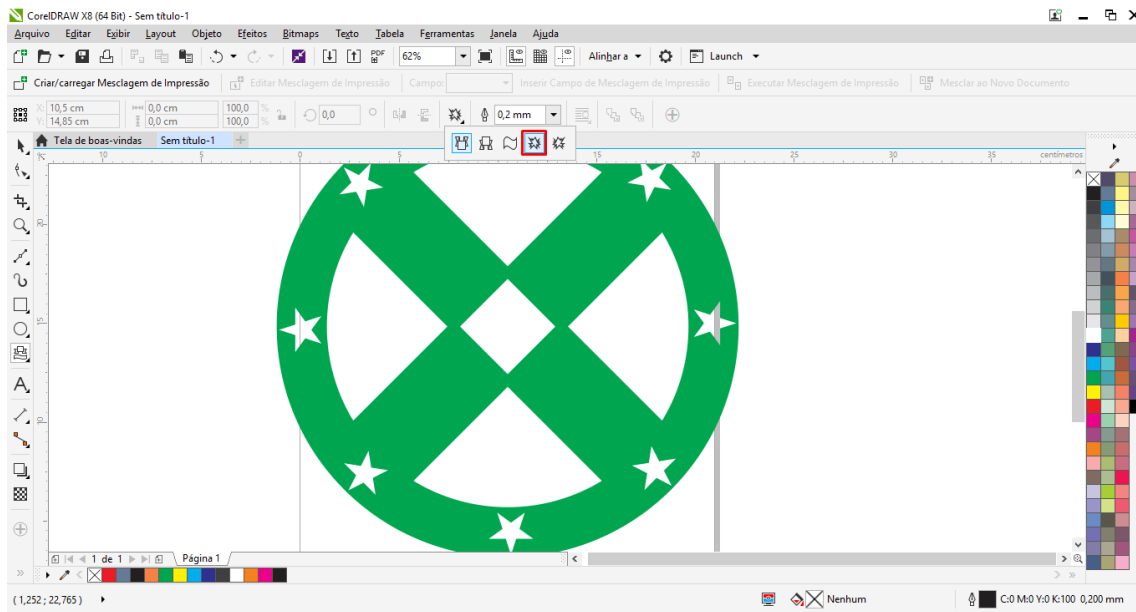 CorelDRAW X8 (64 Bit) - Sem título-1
Arquivo Editar Exibir Layout Objeto Efeitos Bitmaps Texto Tabela Ferramentas Janela Ajuda
PDF 62% Alinhar a Launch
Criar/carregar Mesclagem de Impressão Editar Mesclagem de Impressão Campo: Inserir Campo de Mesclagem de Impressão Executar Mesclagem de Impressão Mesclar ao Novo Documento
X: 10,5 cm 0,0 cm 100,0 %
Y: 14,85 cm 0,0 cm 100,0 %
0,0 ° 0,2 mm
Tela de boas-vindas Sem título-1
10 5 0 5 15 20 25 30 35 centímetros
20
15
10
1 de 1 Página 1
( 1,252 ; 22,765 ) Nenhum C:0 M:0 Y:0 K:100 0,200 mm